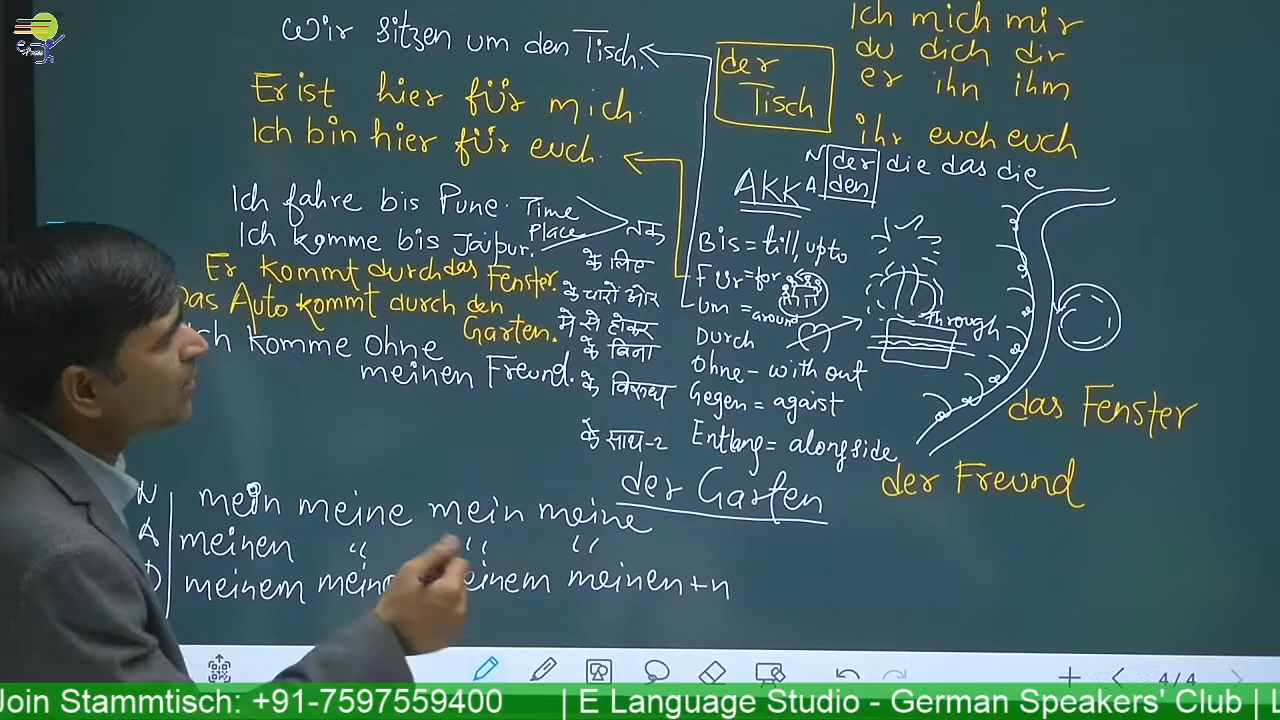 Wir sitzen um den Tisch.
Er ist hier für mich.
Ich bin hier für euch.
der
Tisch
Ich mich mir
du dich dir
er ihn ihm
ihr euch euch
N der die das die
AKK A den
Ich fahre bis Pune. Time
Place
Ich komme bis Jaipur.
तक
Er kommt durch das Fenster.
Das Auto kommt durch den
Garten.
ch komme ohne
meinen Freund.
के लिए
के चारों ओर
में से होकर
के बिना
के विरुध
के साथ-२
Bis = till, upto
Für = for
Um = around
Durch
through
Ohne - with out
Gegen = agaist
Entlang = alongside
das Fenster
der Freund
der Garten
N mein meine mein meine
A meinen " " "
D meinem meine meinem meinen+n
4/4
Join Stammtisch: +91-7597559400 | E Language Studio - German Speakers' Club | L